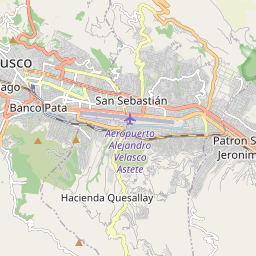 usco
ago
Banco Pata
San Sebastián
Aeropuerto
Alejandro
Velasco
Astete
Patron S
Jeronim
Hacienda Quesallay